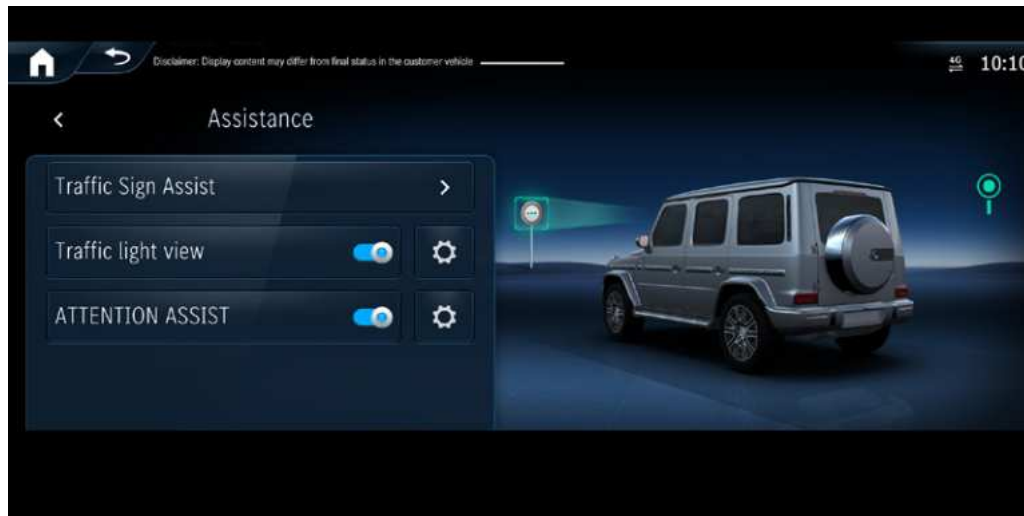 Disclaimer: Display content may differ from final status in the customer vehicle
4G
10:10
Assistance
Traffic Sign Assist
Traffic light view
ATTENTION ASSIST